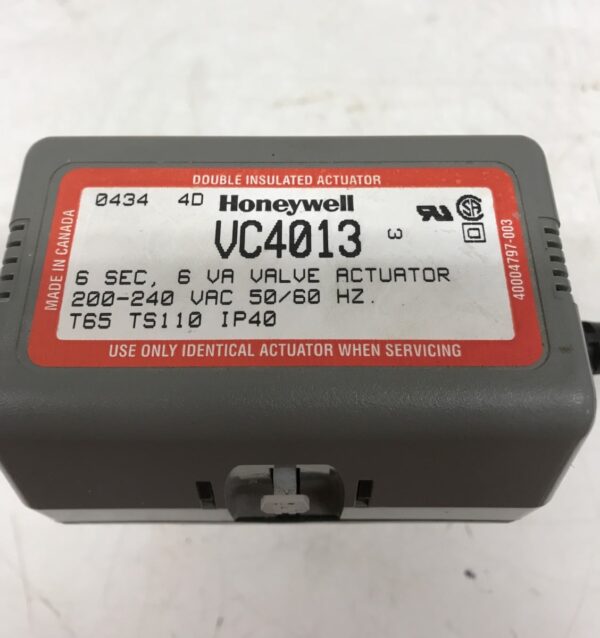 DOUBLE INSULATED ACTUATOR
MADE IN CANADA
0434 4D Honeywell
VC4013 3
6 SEC, 6 VA VALVE ACTUATOR
200-240 VAC 50/60 HZ.
T65 TS110 IP40
40004797-003
USE ONLY IDENTICAL ACTUATOR WHEN SERVICING